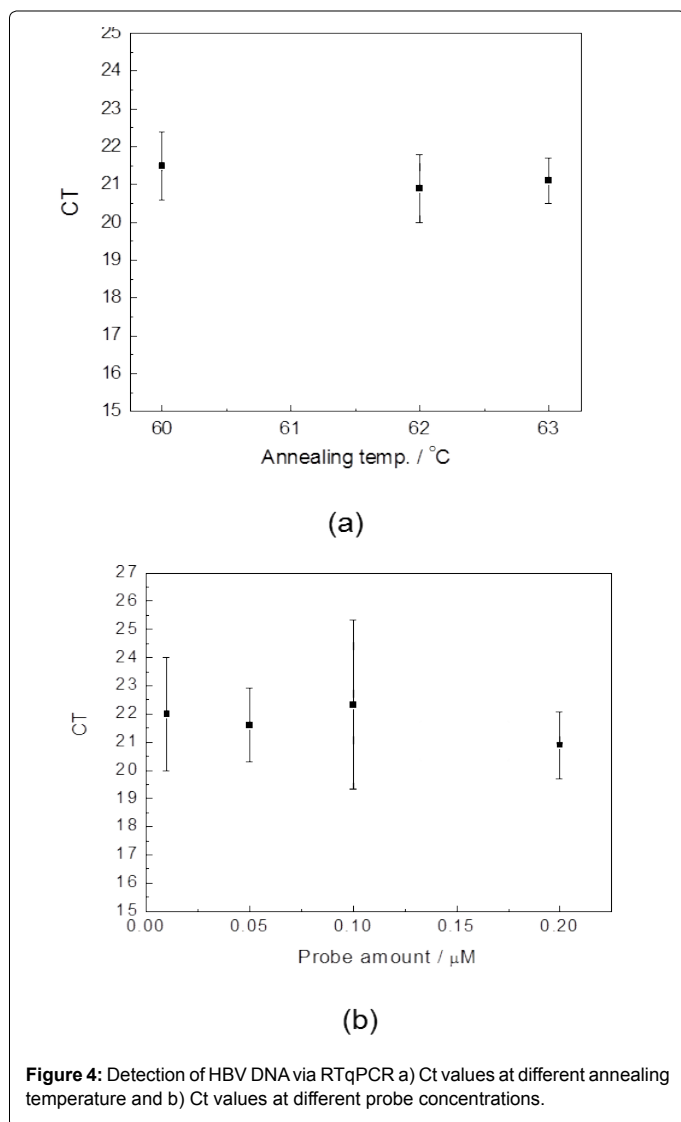 25
24
23
22
21
20
19
18
17
16
15
CT
60 61 62 63
Annealing temp. / °C
(a)
27
26
25
24
23
22
21
20
19
18
17
16
15
CT
0.00 0.05 0.10 0.15 0.20
Probe amount / μM
(b)
Figure 4: Detection of HBV DNA via RTqPCR a) Ct values at different annealing
temperature and b) Ct values at different probe concentrations.